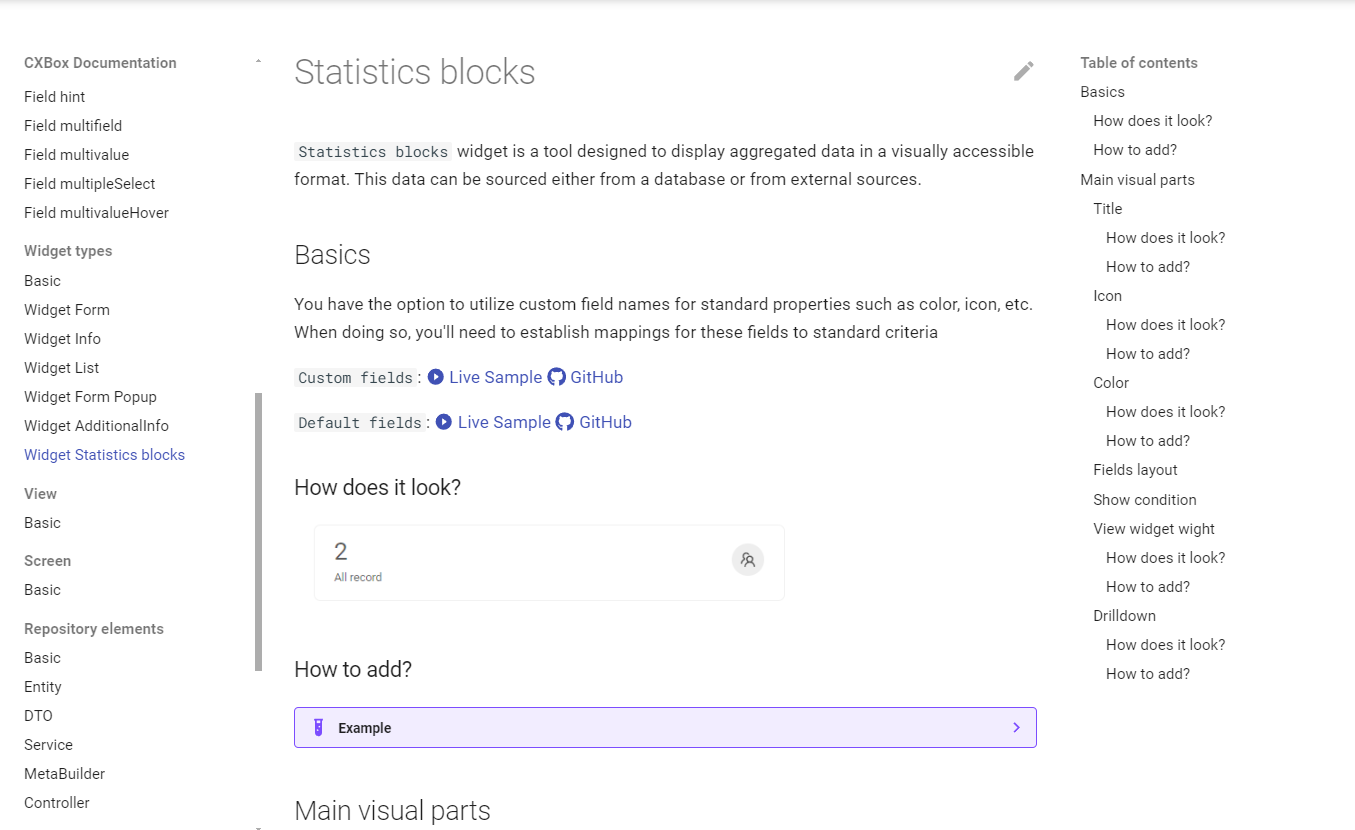 CXBox Documentation
Field hint
Field multifield
Field multivalue
Field multipleSelect
Field multivalueHover
Widget types
Basic
Widget Form
Widget Info
Widget List
Widget Form Popup
Widget AdditionalInfo
Widget Statistics blocks
View
Basic
Screen
Basic
Repository elements
Basic
Entity
DTO
Service
MetaBuilder
Controller
Statistics blocks
Statistics blocks widget is a tool designed to display aggregated data in a visually accessible
format. This data can be sourced either from a database or from external sources.
Basics
You have the option to utilize custom field names for standard properties such as color, icon, etc.
When doing so, you'll need to establish mappings for these fields to standard criteria
Custom fields: Live Sample GitHub
Default fields: Live Sample GitHub
How does it look?
2
All record
How to add?
Example
Main visual parts
Table of contents
Basics
How does it look?
How to add?
Main visual parts
Title
How does it look?
How to add?
Icon
How does it look?
How to add?
Color
How does it look?
How to add?
Fields layout
Show condition
View widget wight
How does it look?
How to add?
Drilldown
How does it look?
How to add?